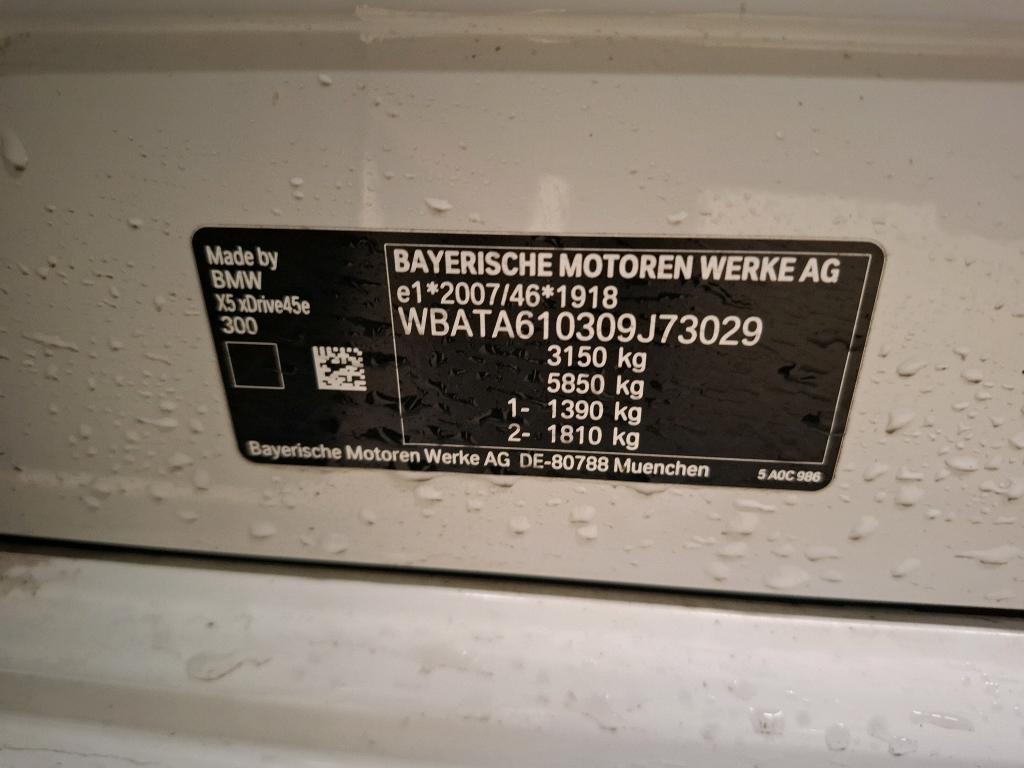 Made by
BMW
X5 xDrive45e
300
BAYERISCHE MOTOREN WERKE AG
e1*2007/46*1918
WBATA610309J73029
3150 kg
5850 kg
1- 1390 kg
2- 1810 kg
Bayerische Motoren Werke AG DE-80788 Muenchen
5 A0C 986